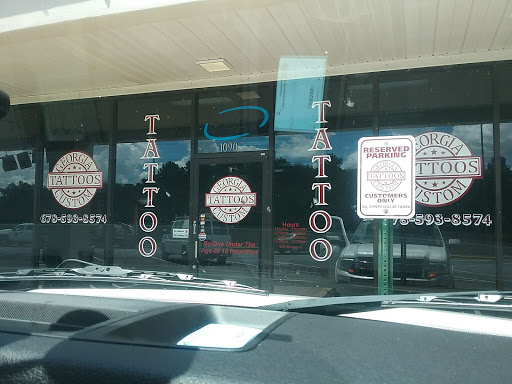 1090
TATTOO
TATTOO
GEORGIA
TATTOOS
CUSTOM
678-593-8574
GEORGIA
TATTOOS
CUSTOM
No One Under The
Age Of 18 Permitted
Hours
RESERVED
PARKING
TATTOOS
CUSTOMERS
ONLY
GEORGIA
TATTOOS
CUSTOM
78-593-8574